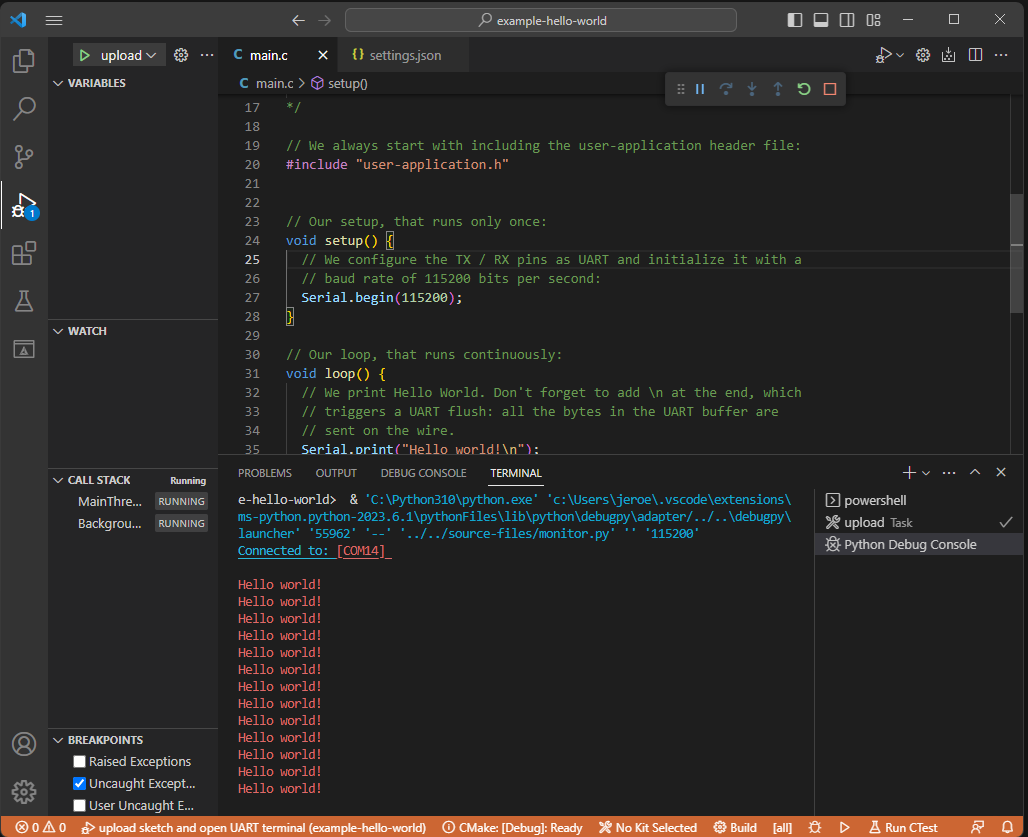 example-hello-world
upload
main.c
settings.json
VARIABLES
main.c > setup()
17 */
18
19 // We always start with including the user-application header file:
20 #include "user-application.h"
21
22
23 // Our setup, that runs only once:
24 void setup() {
25 // We configure the TX / RX pins as UART and initialize it with a
26 // baud rate of 115200 bits per second:
27 Serial.begin(115200);
28 }
29
30 // Our loop, that runs continuously:
31 void loop() {
32 // We print Hello World. Don't forget to add \n at the end, which
33 // triggers a UART flush: all the bytes in the UART buffer are
34 // sent on the wire.
35 Serial.print("Hello world!\n");
1
WATCH
CALL STACK Running
MainThre... RUNNING
Backgrou... RUNNING
BREAKPOINTS
Raised Exceptions
Uncaught Except...
User Uncaught E...
PROBLEMS OUTPUT DEBUG CONSOLE TERMINAL
e-hello-world> & 'C:\Python310\python.exe' 'c:\Users\jeroe\.vscode\extensions\
ms-python.python-2023.6.1\pythonFiles\lib\python\debugpy\adapter/../..\debugpy\
launcher' '55962' '--' '../../source-files/monitor.py' '' '115200'
Connected to: [COM14]
Hello world!
Hello world!
Hello world!
Hello world!
Hello world!
Hello world!
Hello world!
Hello world!
Hello world!
Hello world!
Hello world!
Hello world!
Hello world!
powershell
upload Task
Python Debug Console
0 0 upload sketch and open UART terminal (example-hello-world) CMake: [Debug]: Ready No Kit Selected Build [all] Run CTest